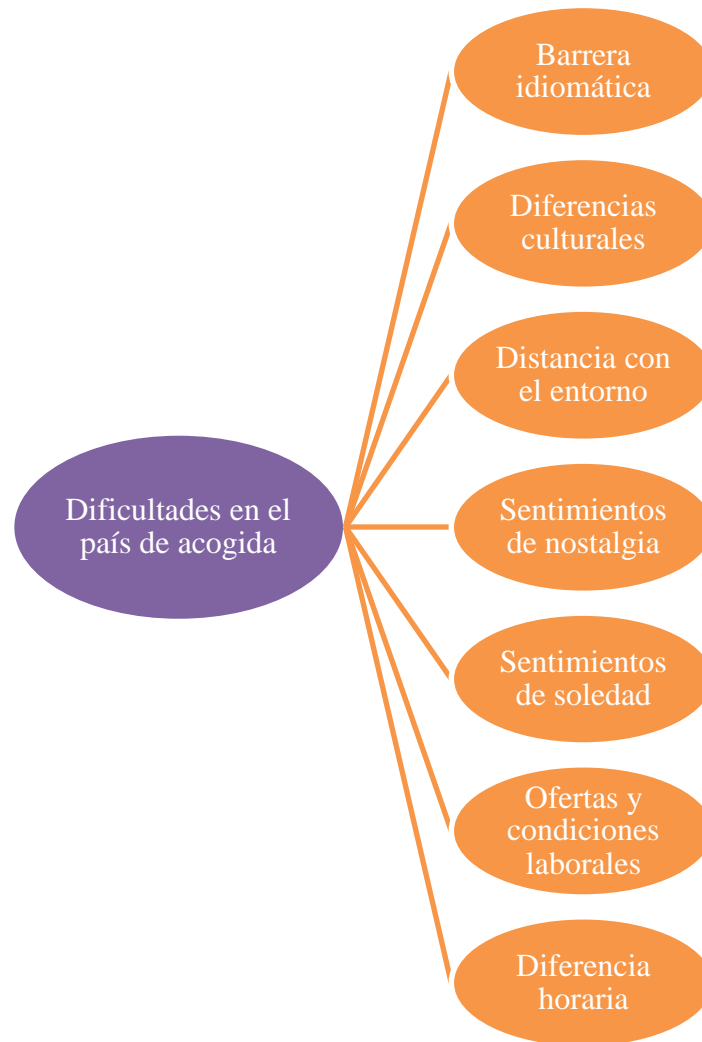 Barrera
idiomática
Diferencias
culturales
Distancia con
el entorno
Dificultades en el
país de acogida
Sentimientos
de nostalgia
Sentimientos
de soledad
Ofertas y
condiciones
laborales
Diferencia
horaria